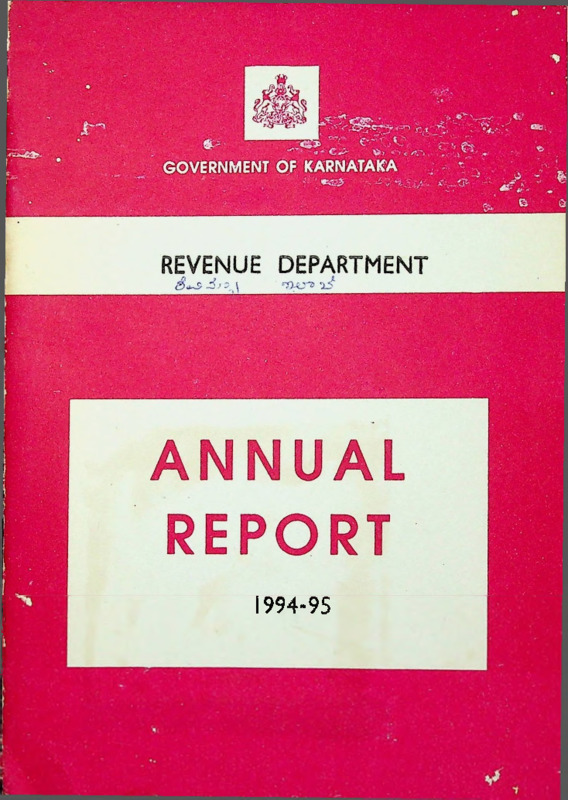 GOVERNMENT OF KARNATAKA
REVENUE DEPARTMENT
ANNUAL
REPORT
1994-95